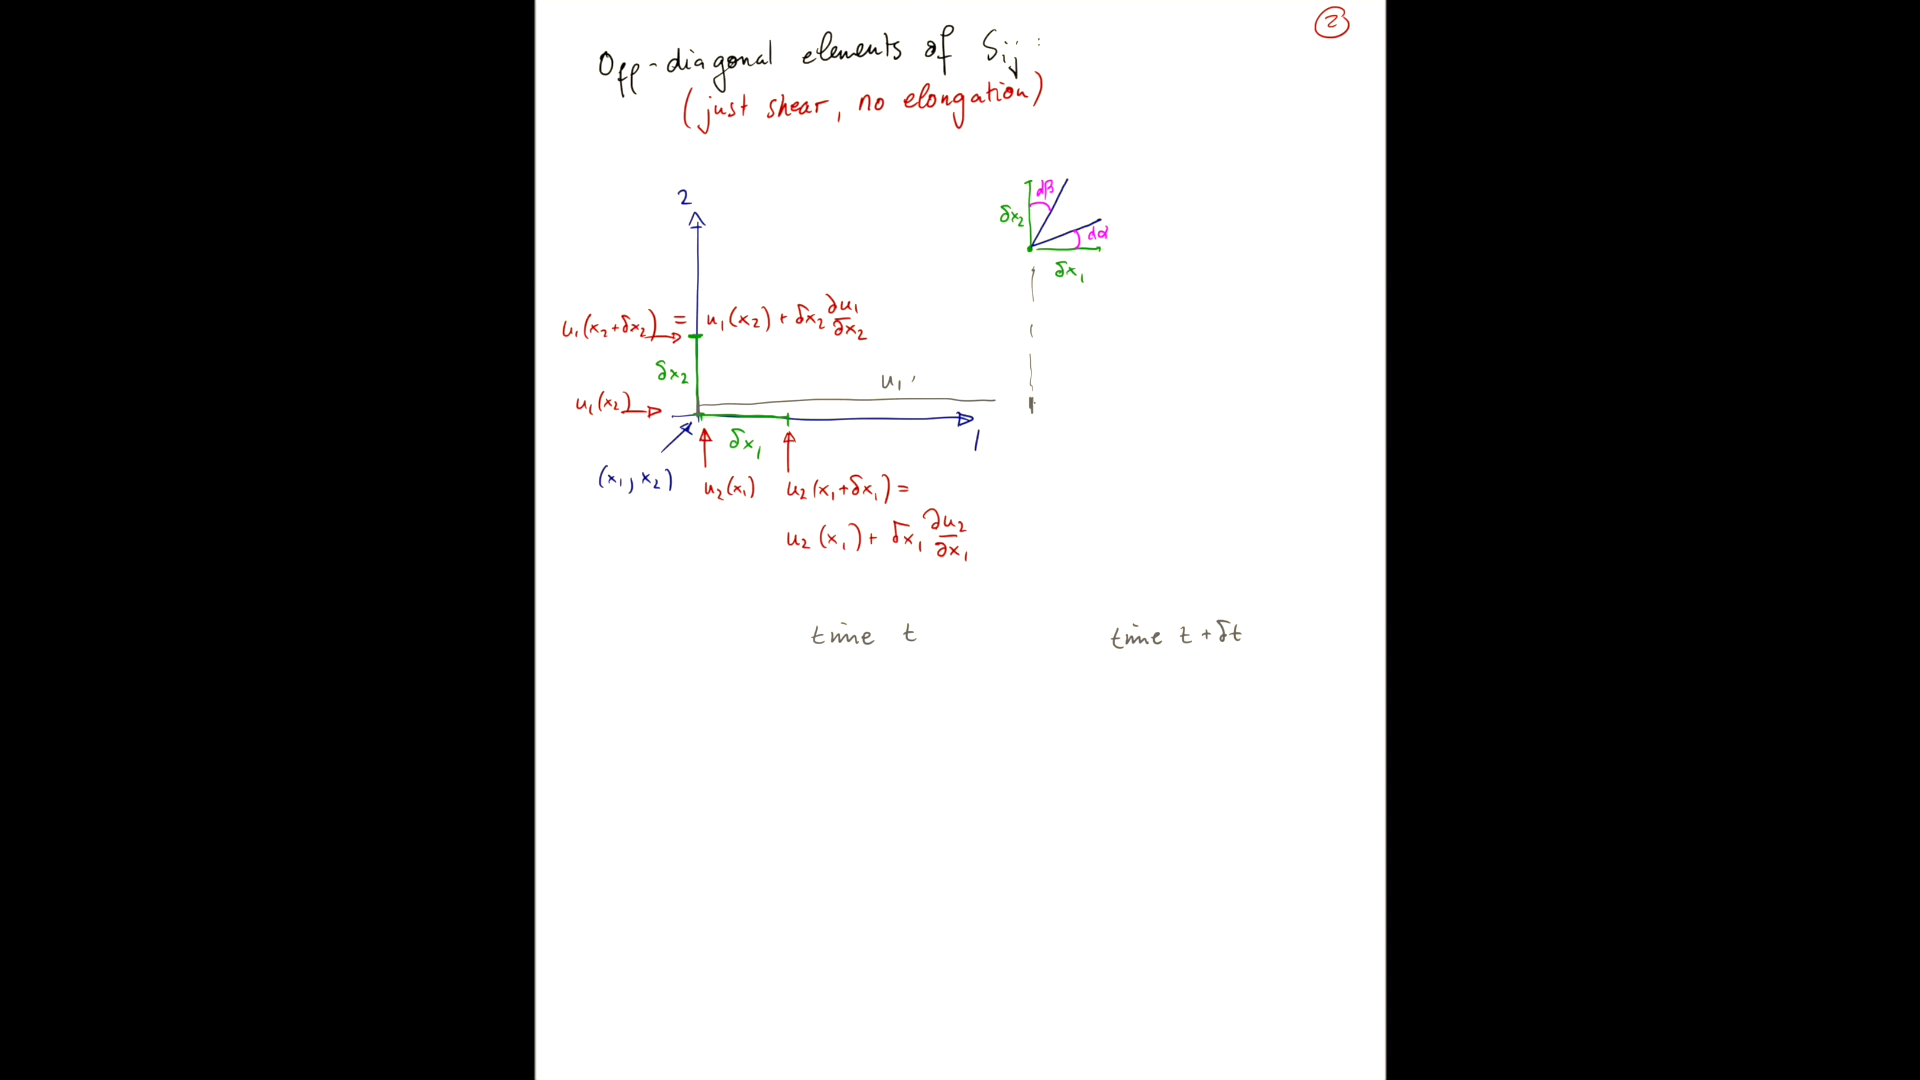 ②
Off-diagonal elements of Sij:
(just shear, no elongation)
2
dβ
δx₂
dα
δx₁
u₁(x₂+δx₂) = u₁(x₂) + δx₂ ∂u₁/∂x₂
δx₂
u₁'
u₁(x₂)
δx₁
1
(x₁, x₂)
u₂(x₁)
u₂(x₁+δx₁) =
u₂(x₁) + δx₁ ∂u₂/∂x₁
time t
time t + δt